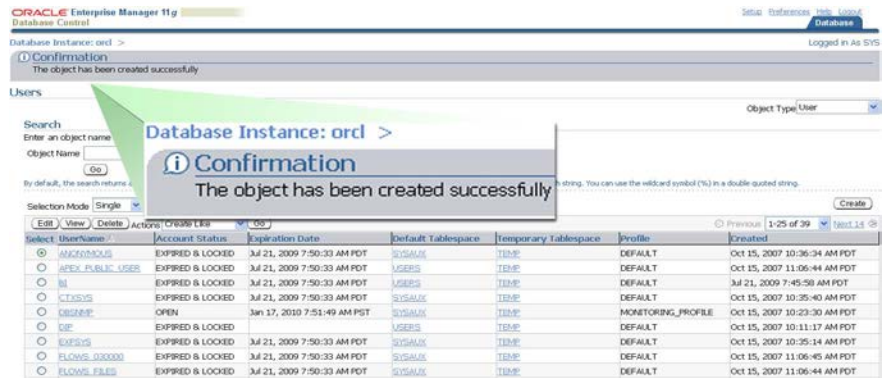 ORACLE Enterprise Manager 11g
Database Control
Setup Preferences Help Logout
Database
Database Instance: orcl >
Logged in As SYS
Confirmation
The object has been created successfully
Users
Object Type User
Search
Enter an object name
Object Name
Go
By default, the search returns
h string. You can use the wildcard symbol (%) in a double quoted string.
Database Instance: orcl >
Confirmation
The object has been created successfully
Selection Mode Single
Create
Edit View Delete Actions Create Like Go
Previous 1-25 of 39 Next 14
Select UserName Account Status Expiration Date Default Tablespace Temporary Tablespace Profile Created
ANONYMOUS EXPIRED & LOCKED Jul 21, 2009 7:50:33 AM PDT SYSAUX TEMP DEFAULT Oct 15, 2007 10:36:34 AM PDT
APEX_PUBLIC_USER EXPIRED & LOCKED Jul 21, 2009 7:50:33 AM PDT USERS TEMP DEFAULT Oct 15, 2007 11:06:44 AM PDT
BI EXPIRED & LOCKED Jul 21, 2009 7:50:33 AM PDT USERS TEMP DEFAULT Jul 21, 2009 7:45:58 AM PDT
CTXSYS EXPIRED & LOCKED Jul 21, 2009 7:50:33 AM PDT SYSAUX TEMP DEFAULT Oct 15, 2007 10:35:40 AM PDT
DBSNMP OPEN Jan 17, 2010 7:51:49 AM PST SYSAUX TEMP MONITORING_PROFILE Oct 15, 2007 10:23:30 AM PDT
DIP EXPIRED & LOCKED USERS TEMP DEFAULT Oct 15, 2007 10:11:17 AM PDT
EXFSYS EXPIRED & LOCKED Jul 21, 2009 7:50:33 AM PDT SYSAUX TEMP DEFAULT Oct 15, 2007 10:35:14 AM PDT
FLOWS_030000 EXPIRED & LOCKED Jul 21, 2009 7:50:33 AM PDT SYSAUX TEMP DEFAULT Oct 15, 2007 11:06:45 AM PDT
FLOWS_FILES EXPIRED & LOCKED Jul 21, 2009 7:50:33 AM PDT SYSAUX TEMP DEFAULT Oct 15, 2007 11:06:44 AM PDT